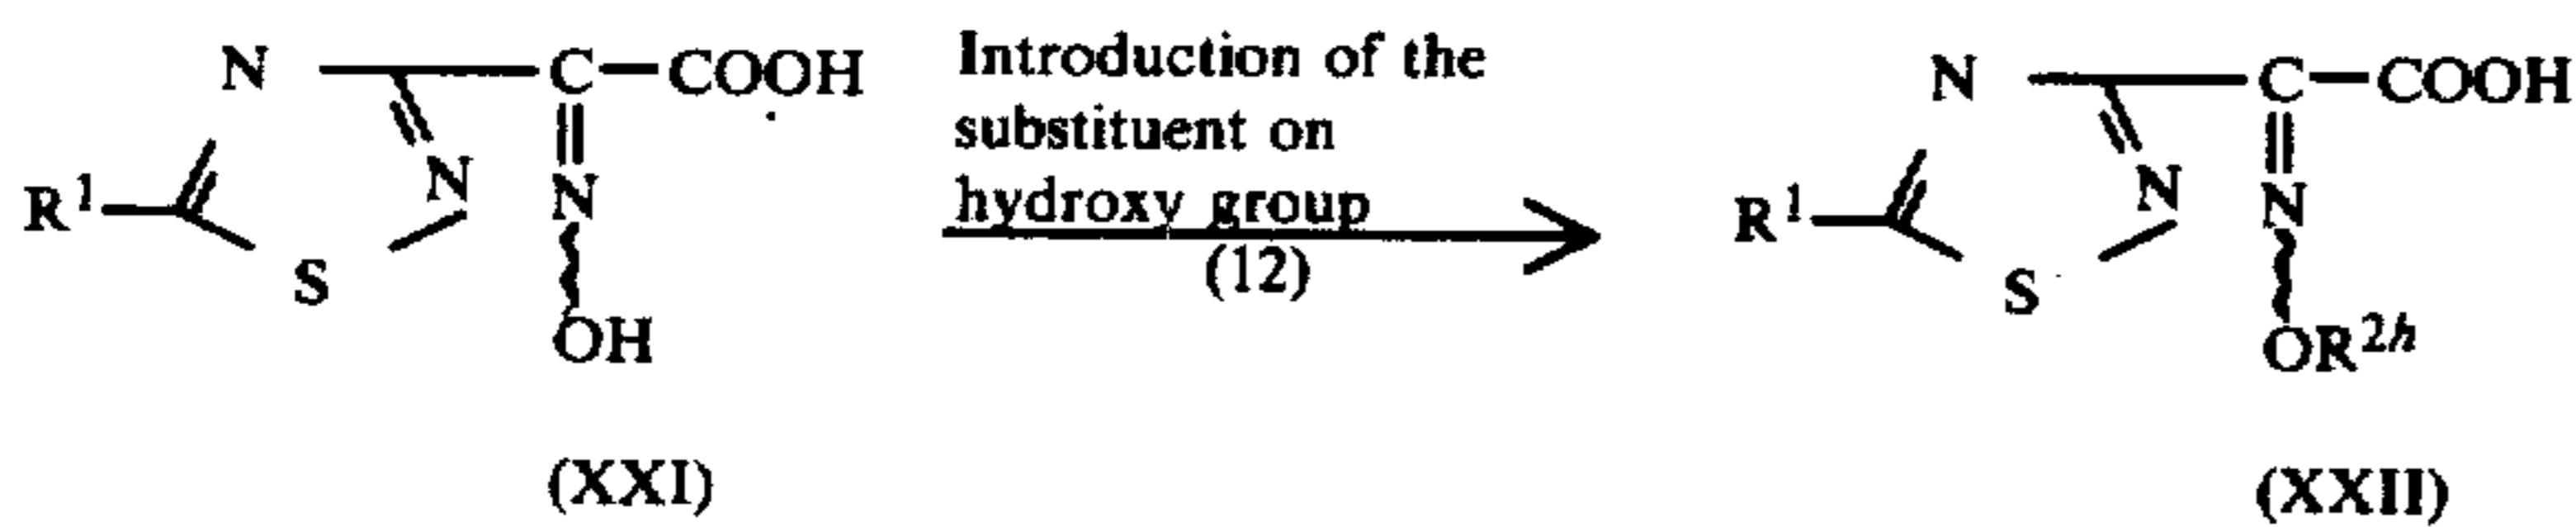 N C—COOH
Introduction of the
substituent on
hydroxy group
(12)
R¹ N N
S
OH
(XXI)
N C—COOH
R¹ N N
S
OR²ʰ
(XXII)